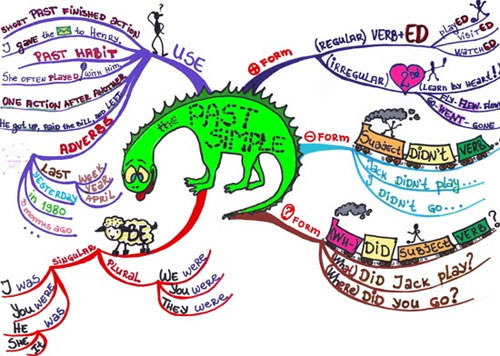 the PAST SIMPLE
USE
SHORT PAST FINISHED ACTION
I gave the to Henry.
PAST HABIT
She OFTEN PLAYED with him
ONE ACTION AFTER ANOTHER
He got up, paid the bill, and LEFT
ADVERBS
LAST
WEEK
YEAR
APRIL
YESTERDAY
in 1980
months ago
...
+ FORM
(REGULAR) VERB+ED
playED
visitED
watchED
(IRREGULAR)
2nd
(LEARN by HEART!)
FLY-FLEW-
GO-WENT-GONE
- FORM
SUBJECT DIDN'T VERB
Jack DIDN'T play...
I DIDN'T GO...
? FORM
(WH-) DID SUBJECT VERB ?
(What) DID Jack play?
(Where) DID you go?
BE
SINGULAR
I WAS
YOU WERE
HE WAS
SHE
It
PLURAL
WE WERE
YOU WERE
THEY WERE